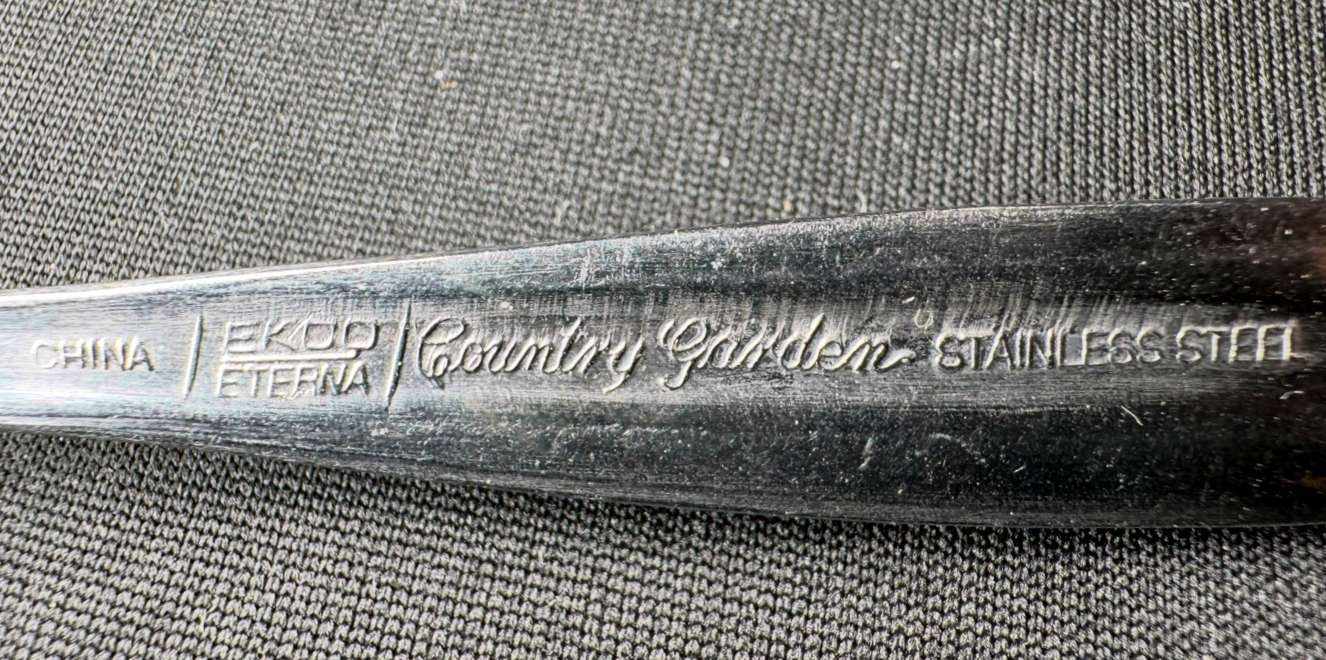 CHINA
EKCO
ETERNA
Country Garden
STAINLESS STEEL